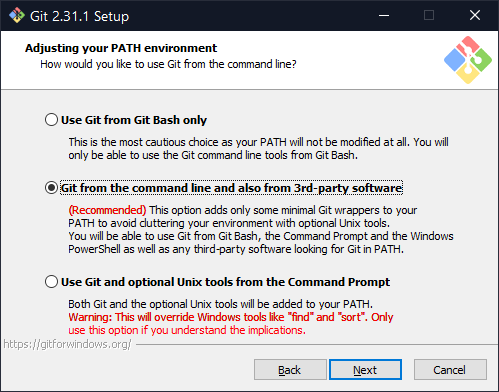 Git 2.31.1 Setup
Adjusting your PATH environment
How would you like to use Git from the command line?
Use Git from Git Bash only
This is the most cautious choice as your PATH will not be modified at all. You will
only be able to use the Git command line tools from Git Bash.
Git from the command line and also from 3rd-party software
(Recommended) This option adds only some minimal Git wrappers to your
PATH to avoid cluttering your environment with optional Unix tools.
You will be able to use Git from Git Bash, the Command Prompt and the Windows
PowerShell as well as any third-party software looking for Git in PATH.
Use Git and optional Unix tools from the Command Prompt
Both Git and the optional Unix tools will be added to your PATH.
Warning: This will override Windows tools like "find" and "sort". Only
use this option if you understand the implications.
https://gitforwindows.org/
Back
Next
Cancel